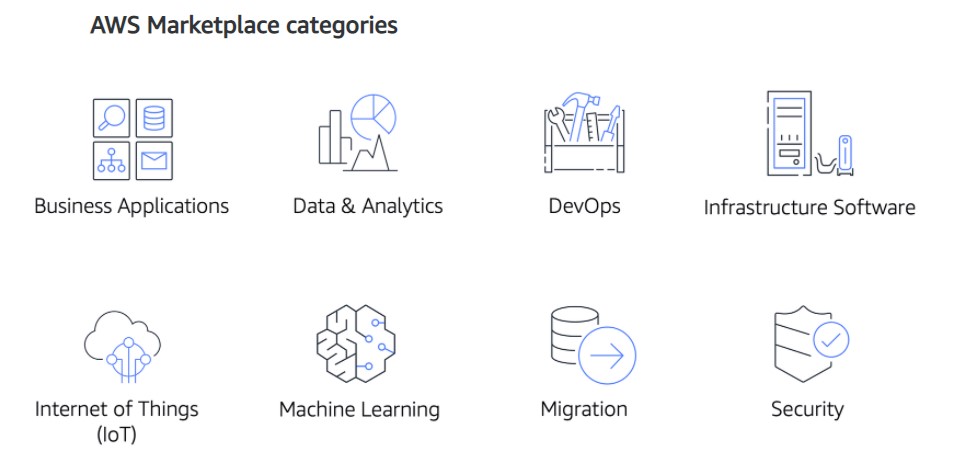 AWS Marketplace categories
Business Applications
Data & Analytics
DevOps
Infrastructure Software
Internet of Things
(IoT)
Machine Learning
Migration
Security